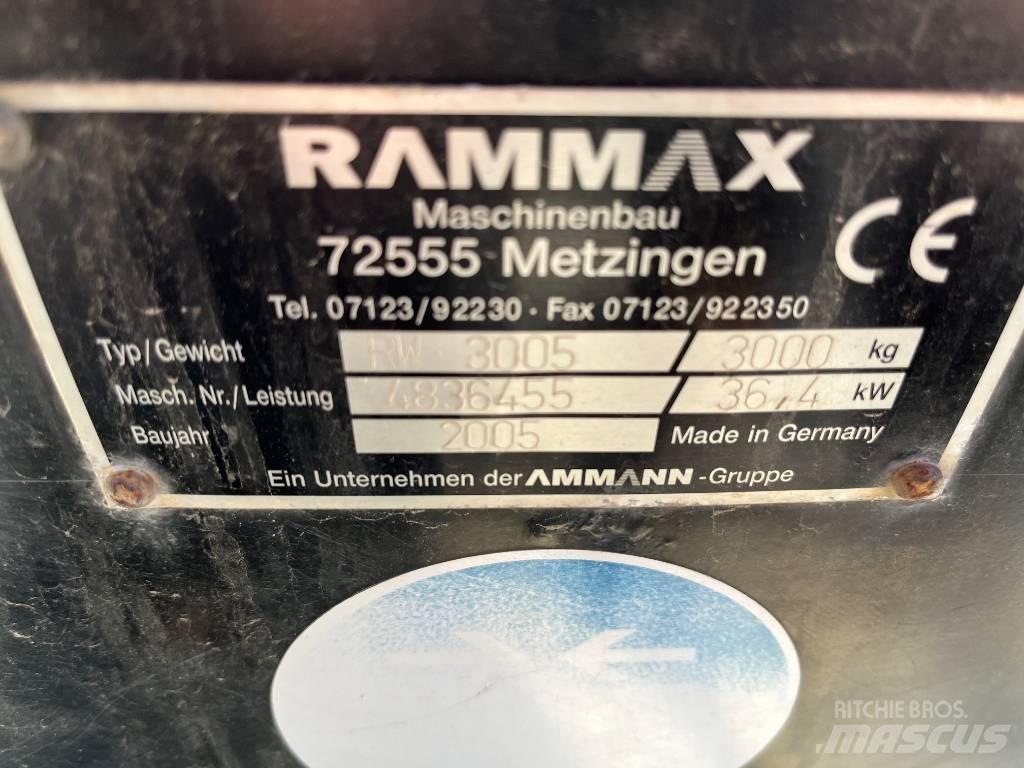 RAMMAX
Maschinenbau
72555 Metzingen
CE
Tel. 07123/92230 · Fax 07123/922350
Typ/Gewicht RW 3005 / 3000 kg
Masch. Nr./Leistung 4836455 / 36,4 kW
Baujahr 2005 Made in Germany
Ein Unternehmen der AMMANN-Gruppe
RITCHIE BROS.
MASCUS